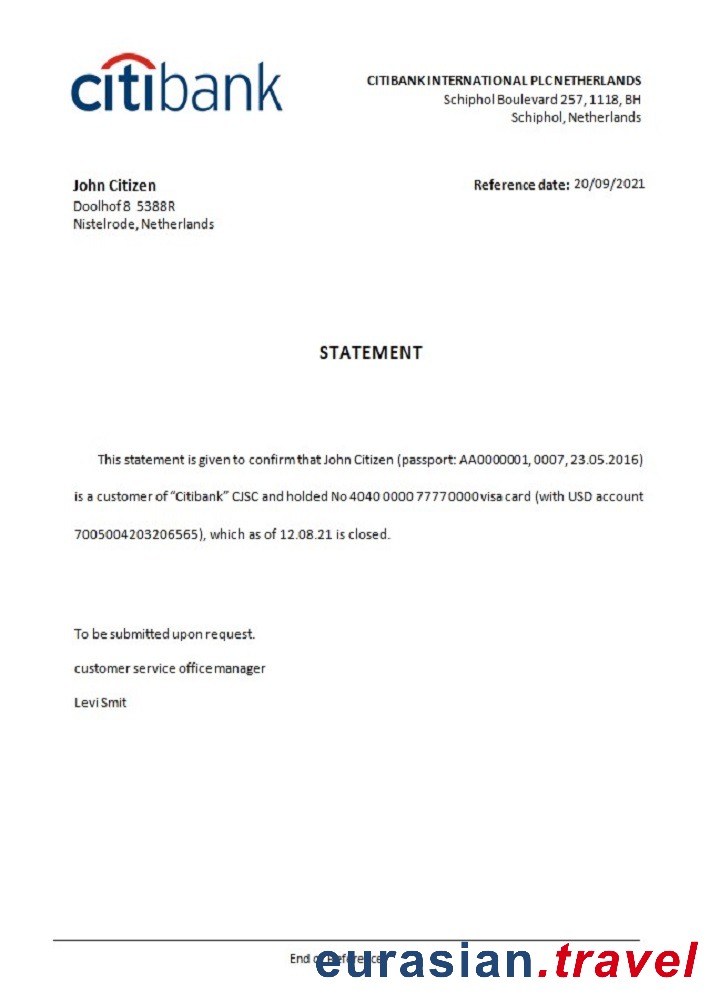 citibank
CITIBANK INTERNATIONAL PLC NETHERLANDS
Schiphol Boulevard 257, 1118, BH
Schiphol, Netherlands
John Citizen
Doolhof 8 5388R
Nistelrode, Netherlands
Reference date: 20/09/2021
STATEMENT
This statement is given to confirm that John Citizen (passport: AA0000001, 0007, 23.05.2016)
is a customer of “Citibank” CJSC and holded No 4040 0000 7777 0000 visa card (with USD account
7005004203206565), which as of 12.08.21 is closed.
To be submitted upon request.
customer service office manager
Levi Smit
End of Reference
eurasian.travel